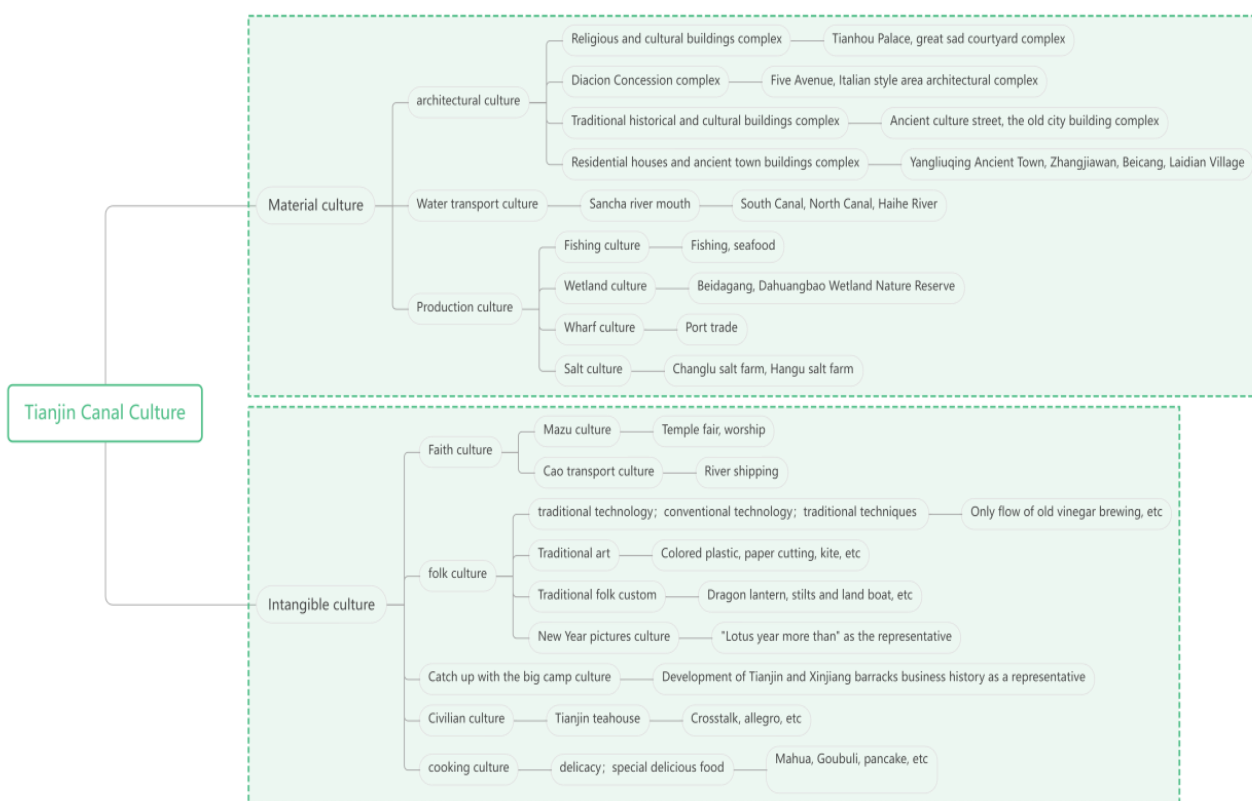 Tianjin Canal Culture
Material culture
architectural culture
Religious and cultural buildings complex
Tianhou Palace, great sad courtyard complex
Diacion Concession complex
Five Avenue, Italian style area architectural complex
Traditional historical and cultural buildings complex
Ancient culture street, the old city building complex
Residential houses and ancient town buildings complex
Yangliuqing Ancient Town, Zhangjiawan, Beicang, Laidian Village
Water transport culture
Sancha river mouth
South Canal, North Canal, Haihe River
Production culture
Fishing culture
Fishing, seafood
Wetland culture
Beidagang, Dahuangbao Wetland Nature Reserve
Wharf culture
Port trade
Salt culture
Changlu salt farm, Hangu salt farm
Intangible culture
Faith culture
Mazu culture
Temple fair, worship
Cao transport culture
River shipping
folk culture
traditional technology；conventional technology；traditional techniques
Only flow of old vinegar brewing, etc
Traditional art
Colored plastic, paper cutting, kite, etc
Traditional folk custom
Dragon lantern, stilts and land boat, etc
New Year pictures culture
"Lotus year more than" as the representative
Catch up with the big camp culture
Development of Tianjin and Xinjiang barracks business history as a representative
Civilian culture
Tianjin teahouse
Crosstalk, allegro, etc
cooking culture
delicacy；special delicious food
Mahua, Goubuli, pancake, etc